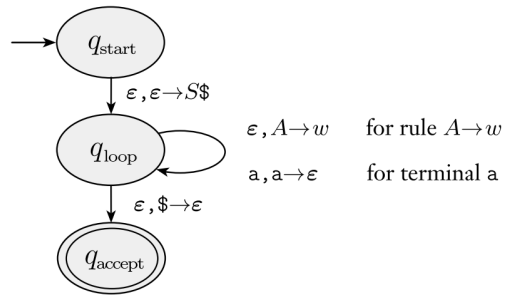 q_start
ε,ε→S$
q_loop
ε,A→w for rule A→w
a,a→ε for terminal a
ε,$→ε
q_accept